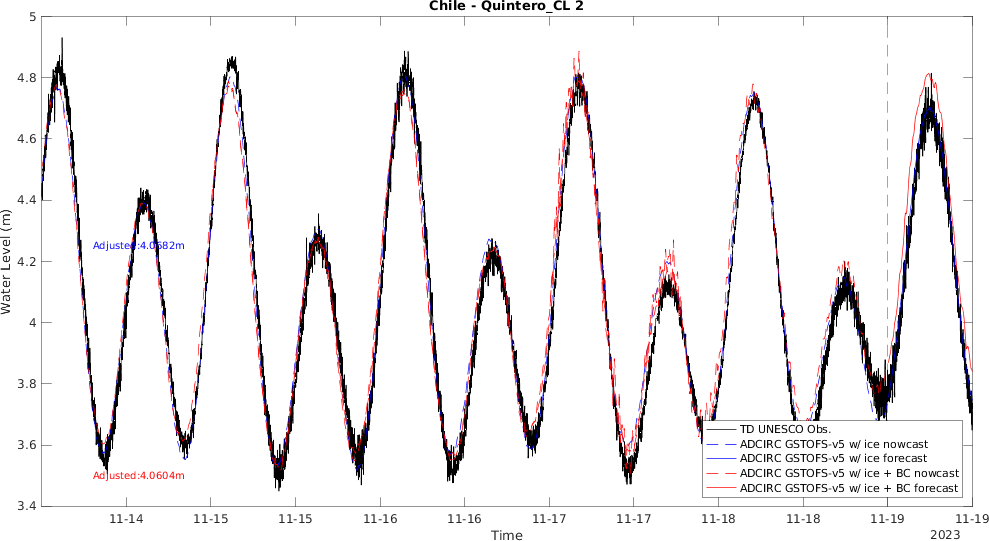 Chile - Quintero_CL 2
5
4.8
4.6
4.4
4.2
4
3.8
3.6
3.4
Water Level (m)
Adjusted:4.0682m
Adjusted:4.0604m
TD UNESCO Obs.
ADCIRC GSTOFS-v5 w/ ice nowcast
ADCIRC GSTOFS-v5 w/ ice forecast
ADCIRC GSTOFS-v5 w/ ice + BC nowcast
ADCIRC GSTOFS-v5 w/ ice + BC forecast
11-14 11-15 11-15 11-16 11-16 11-17 11-17 11-18 11-18 11-19 11-19
Time
2023